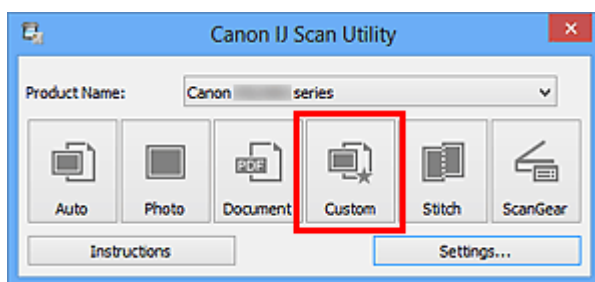 Canon IJ Scan Utility
Product Name: Canon series
PDF
Auto Photo Document Custom Stitch ScanGear
Instructions Settings...